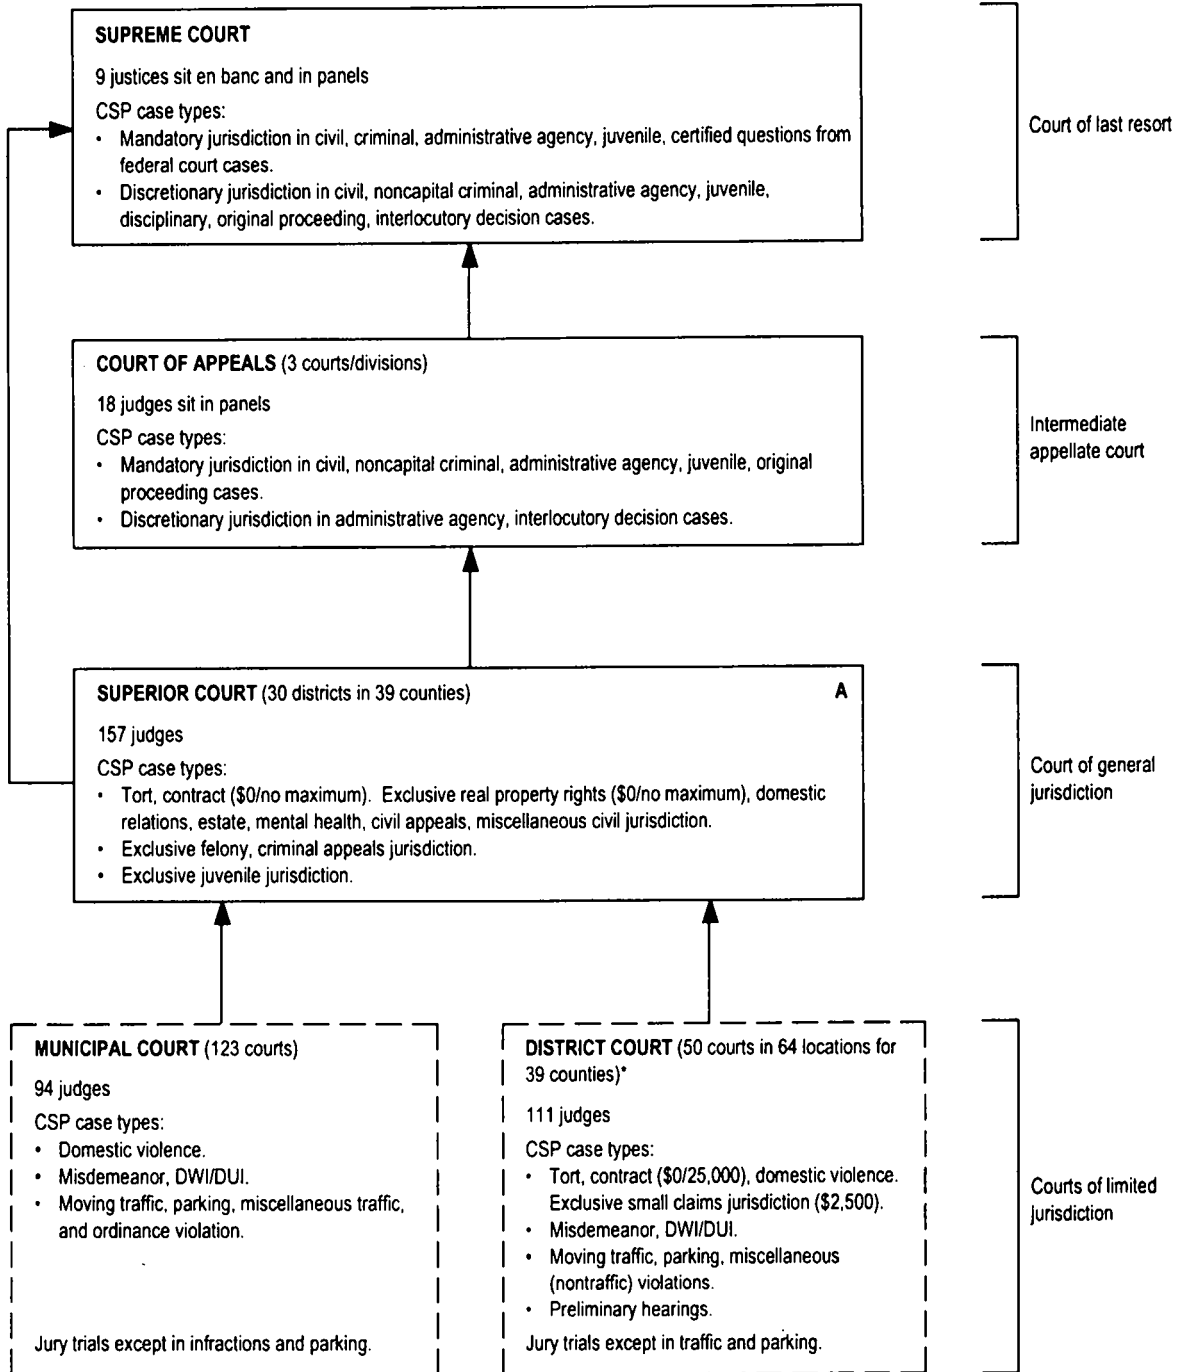 SUPREME COURT
9 justices sit en banc and in panels
CSP case types:
• Mandatory jurisdiction in civil, criminal, administrative agency, juvenile, certified questions from
federal court cases.
• Discretionary jurisdiction in civil, noncapital criminal, administrative agency, juvenile,
disciplinary, original proceeding, interlocutory decision cases.
Court of last resort
COURT OF APPEALS (3 courts/divisions)
18 judges sit in panels
CSP case types:
• Mandatory jurisdiction in civil, noncapital criminal, administrative agency, juvenile, original
proceeding cases.
• Discretionary jurisdiction in administrative agency, interlocutory decision cases.
Intermediate
appellate court
SUPERIOR COURT (30 districts in 39 counties) A
157 judges
CSP case types:
• Tort, contract ($0/no maximum). Exclusive real property rights ($0/no maximum), domestic
relations, estate, mental health, civil appeals, miscellaneous civil jurisdiction.
• Exclusive felony, criminal appeals jurisdiction.
• Exclusive juvenile jurisdiction.
Court of general
jurisdiction
MUNICIPAL COURT (123 courts)
94 judges
CSP case types:
• Domestic violence.
• Misdemeanor, DWI/DUI.
• Moving traffic, parking, miscellaneous traffic,
and ordinance violation.
Jury trials except in infractions and parking.
DISTRICT COURT (50 courts in 64 locations for
39 counties)*
111 judges
CSP case types:
• Tort, contract ($0/25,000), domestic violence.
Exclusive small claims jurisdiction ($2,500).
• Misdemeanor, DWI/DUI.
• Moving traffic, parking, miscellaneous
(nontraffic) violations.
• Preliminary hearings.
Jury trials except in traffic and parking.
Courts of limited
jurisdiction